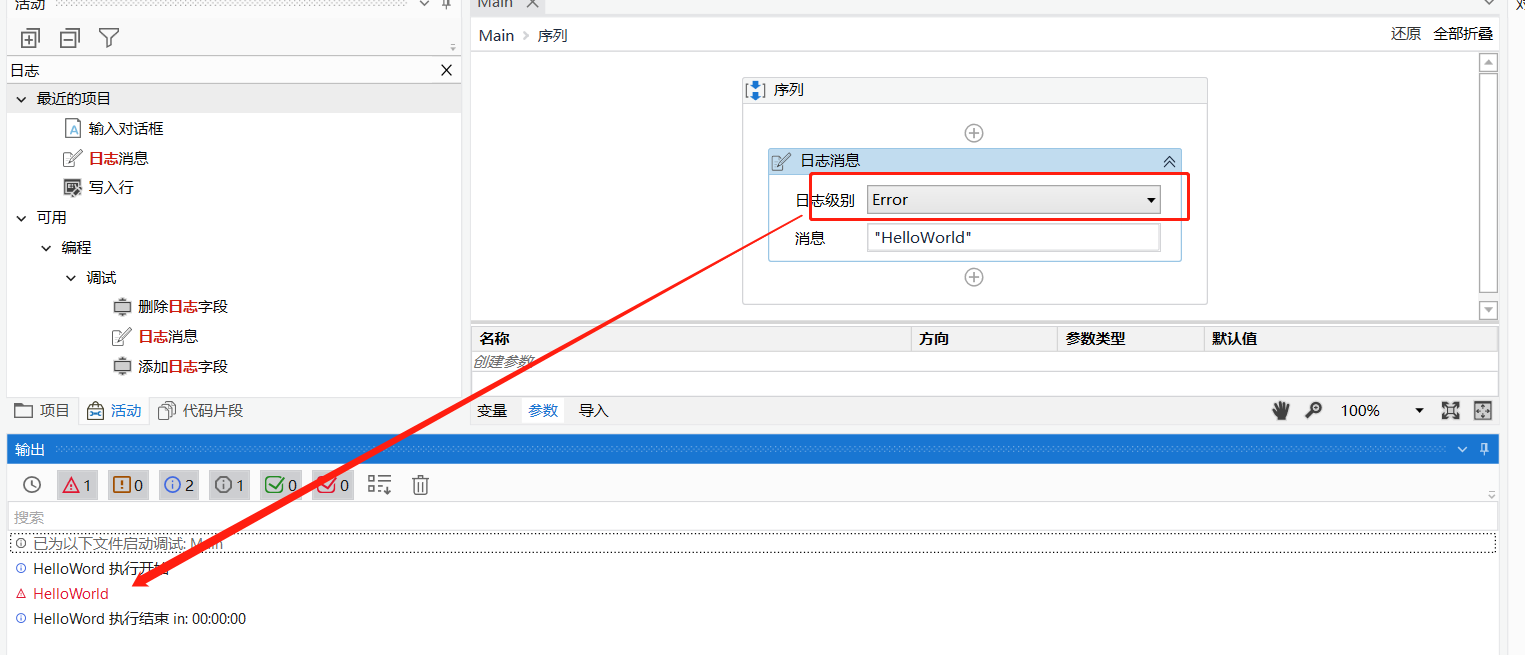 活动
日志
最近的项目
输入对话框
日志消息
写入行
可用
编程
调试
删除日志字段
日志消息
添加日志字段
项目 活动 代码片段
Main
Main 序列
还原 全部折叠
序列
日志消息
日志级别 Error
消息 "HelloWorld"
名称 方向 参数类型 默认值
创建参数
变量 参数 导入
100%
输出
1 0 2 1 0 0
搜索
已为以下文件启动调试: Main
HelloWord 执行开始
HelloWorld
HelloWord 执行结束 in: 00:00:00